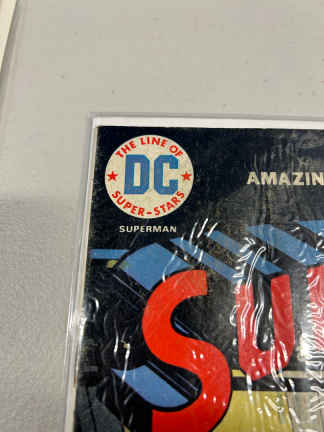 THE LINE OF
DC
SUPER-STARS
SUPERMAN
AMAZIN
SU